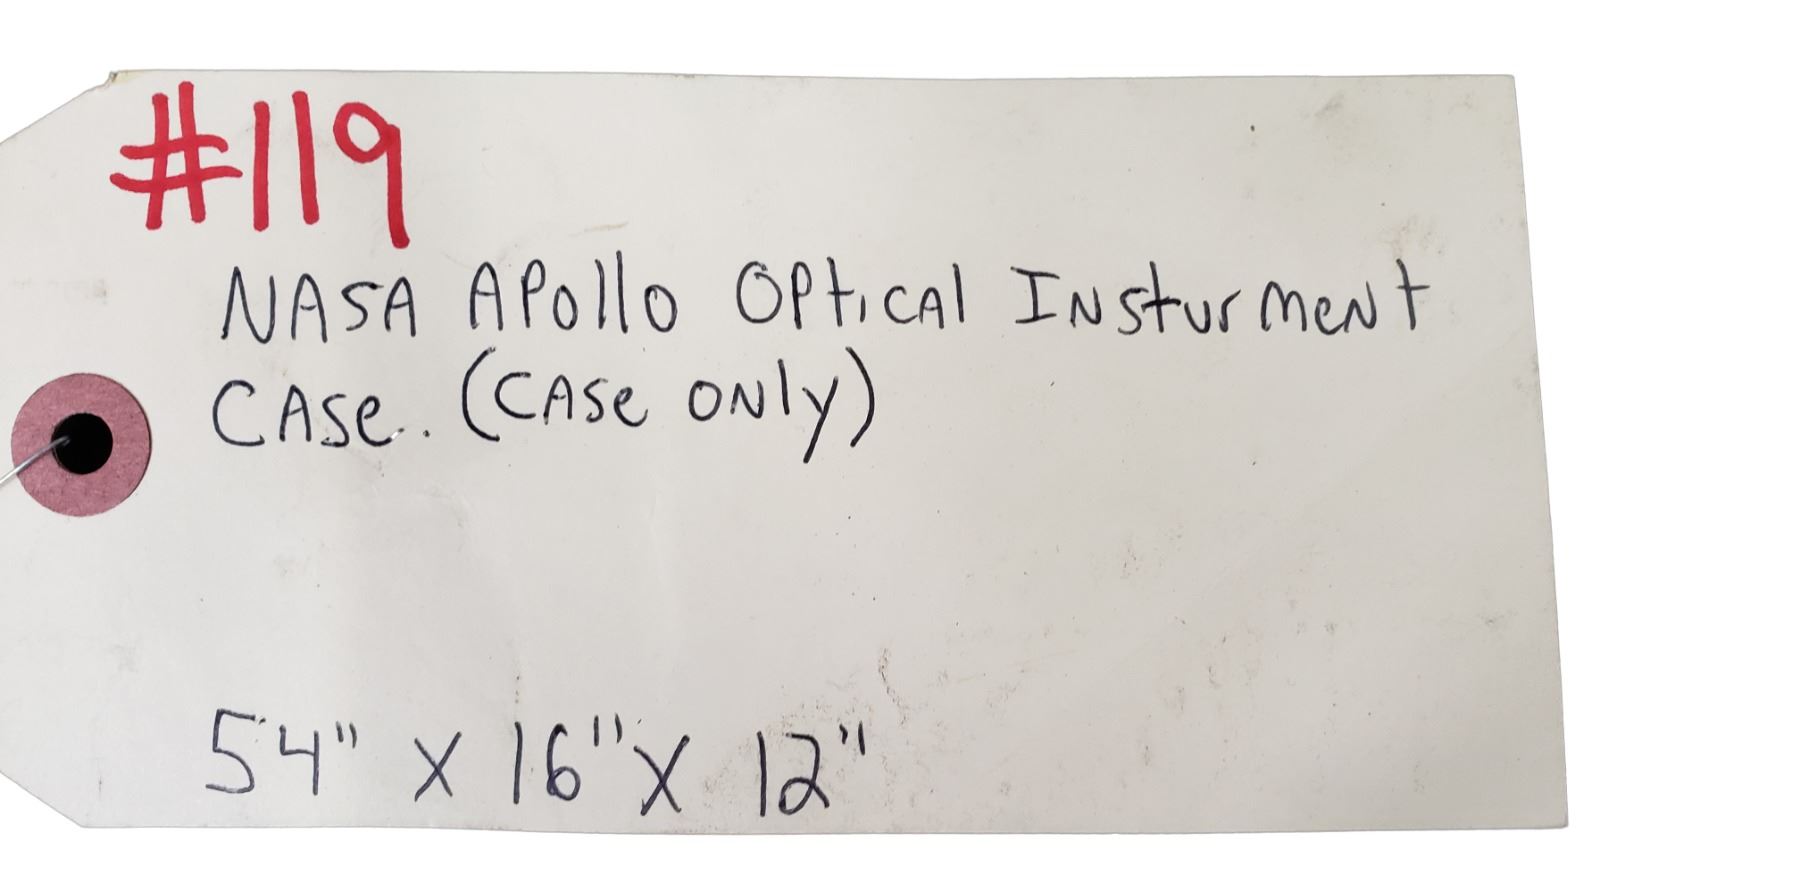 #119
NASA APollo OPtiCAl INsturment
CASe. (CASe ONly)
54" X 16" X 12"